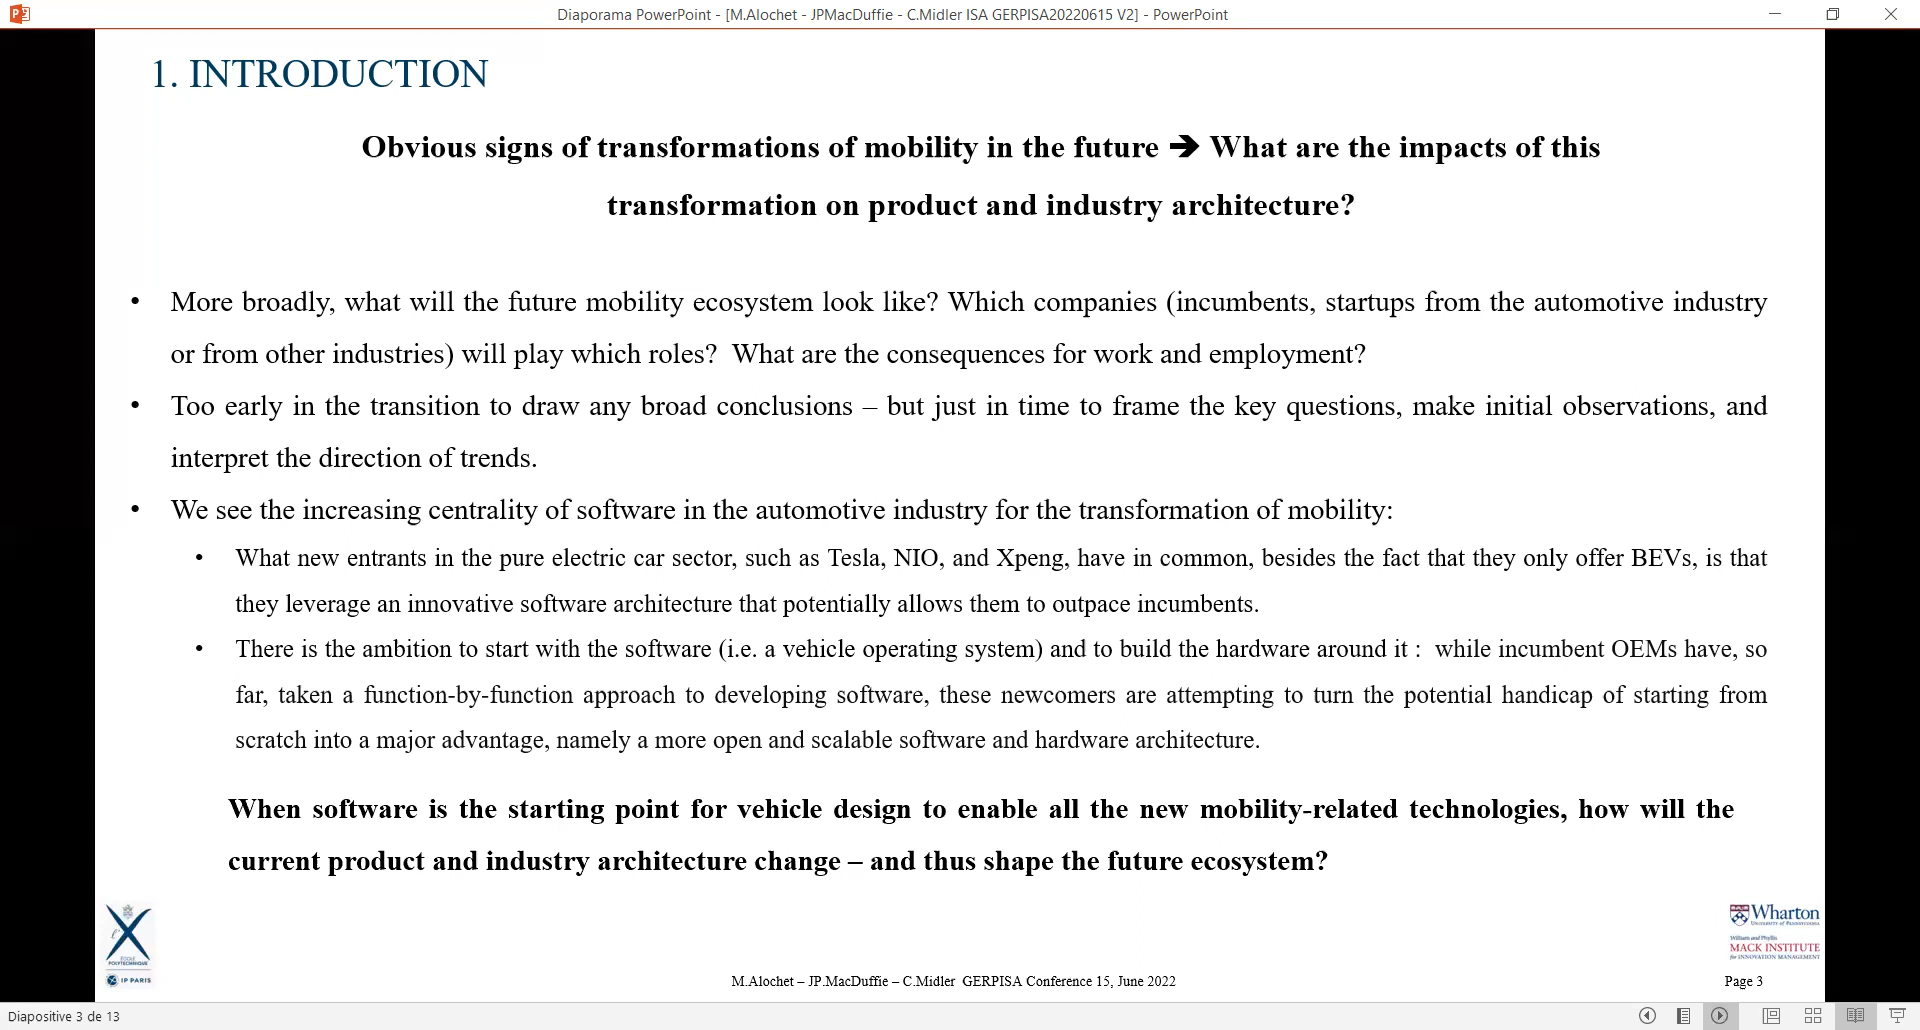 Diaporama PowerPoint - [M.Alochet - JPMacDuffie - C.Midler ISA GERPISA20220615 V2] - PowerPoint
1. INTRODUCTION
Obvious signs of transformations of mobility in the future ➔ What are the impacts of this
transformation on product and industry architecture?
• More broadly, what will the future mobility ecosystem look like? Which companies (incumbents, startups from the automotive industry
or from other industries) will play which roles?  What are the consequences for work and employment?
• Too early in the transition to draw any broad conclusions – but just in time to frame the key questions, make initial observations, and
interpret the direction of trends.
• We see the increasing centrality of software in the automotive industry for the transformation of mobility:
• What new entrants in the pure electric car sector, such as Tesla, NIO, and Xpeng, have in common, besides the fact that they only offer BEVs, is that
they leverage an innovative software architecture that potentially allows them to outpace incumbents.
• There is the ambition to start with the software (i.e. a vehicle operating system) and to build the hardware around it :  while incumbent OEMs have, so
far, taken a function-by-function approach to developing software, these newcomers are attempting to turn the potential handicap of starting from
scratch into a major advantage, namely a more open and scalable software and hardware architecture.
When software is the starting point for vehicle design to enable all the new mobility-related technologies, how will the
current product and industry architecture change – and thus shape the future ecosystem?
ÉCOLE
POLYTECHNIQUE
IP PARIS
Wharton
UNIVERSITY of PENNSYLVANIA
William and Phyllis
MACK INSTITUTE
for INNOVATION MANAGEMENT
M.Alochet – JP.MacDuffie – C.Midler  GERPISA Conference 15, June 2022
Page 3
Diapositive 3 de 13